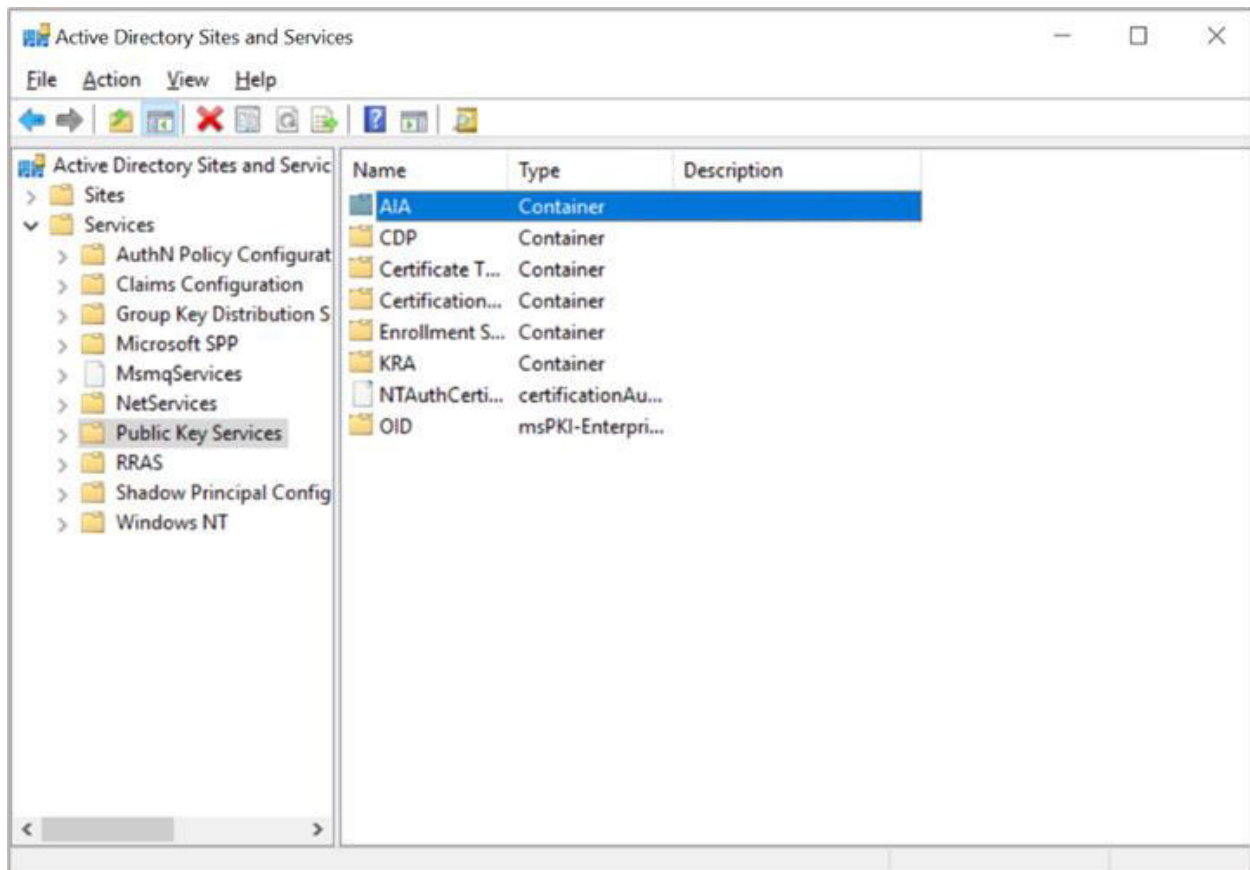 Active Directory Sites and Services
File Action View Help
Active Directory Sites and Servic
Sites
Services
AuthN Policy Configurat
Claims Configuration
Group Key Distribution S
Microsoft SPP
MsmqServices
NetServices
Public Key Services
RRAS
Shadow Principal Config
Windows NT
Name Type Description
AIA Container
CDP Container
Certificate T... Container
Certification... Container
Enrollment S... Container
KRA Container
NTAuthCerti... certificationAu...
OID msPKI-Enterpri...